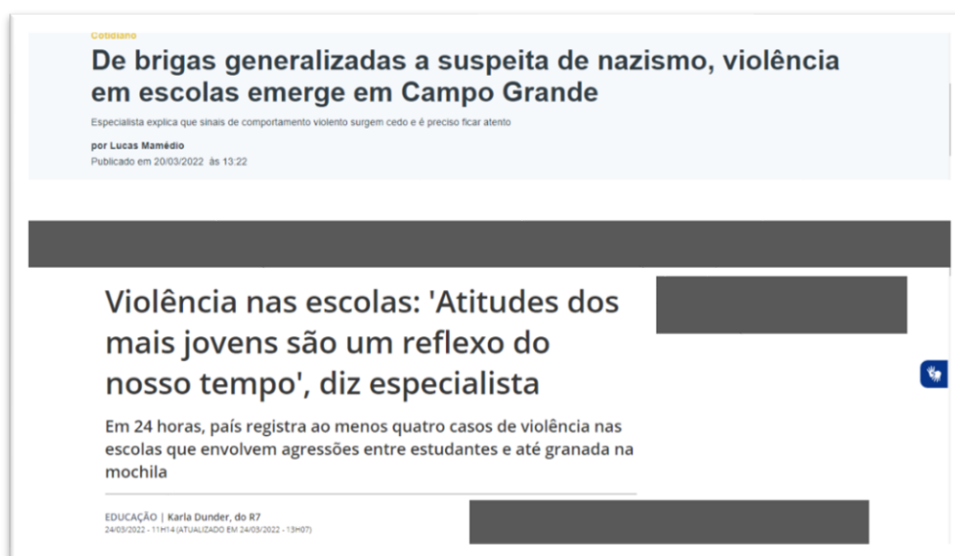 Cotidiano
De brigas generalizadas a suspeita de nazismo, violência
em escolas emerge em Campo Grande
Especialista explica que sinais de comportamento violento surgem cedo e é preciso ficar atento
por Lucas Mamédio
Publicado em 20/03/2022 às 13:22
Violência nas escolas: 'Atitudes dos
mais jovens são um reflexo do
nosso tempo', diz especialista
Em 24 horas, país registra ao menos quatro casos de violência nas
escolas que envolvem agressões entre estudantes e até granada na
mochila
EDUCAÇÃO | Karla Dunder, do R7
24/03/2022 - 11H14 (ATUALIZADO EM 24/03/2022 - 13H07)